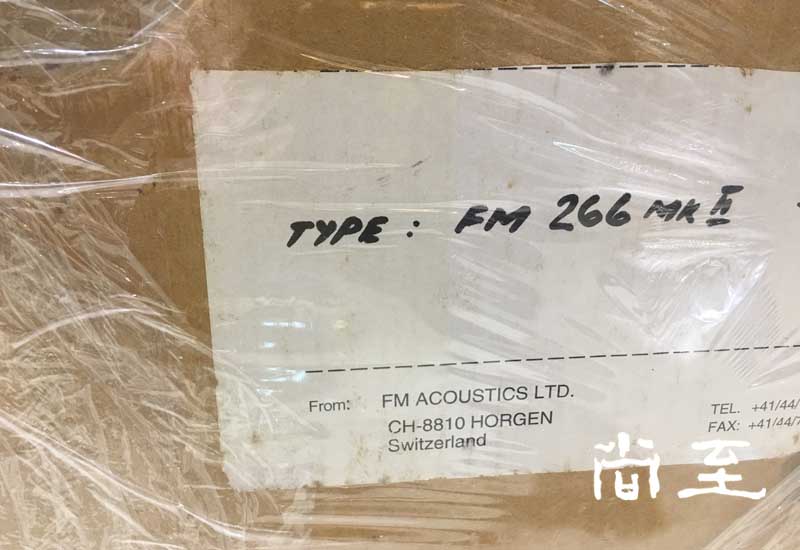 TYPE: FM 266 MK II
From: FM ACOUSTICS LTD.
CH-8810 HORGEN
Switzerland
TEL. +41/44/
FAX: +41/44/7
尚至